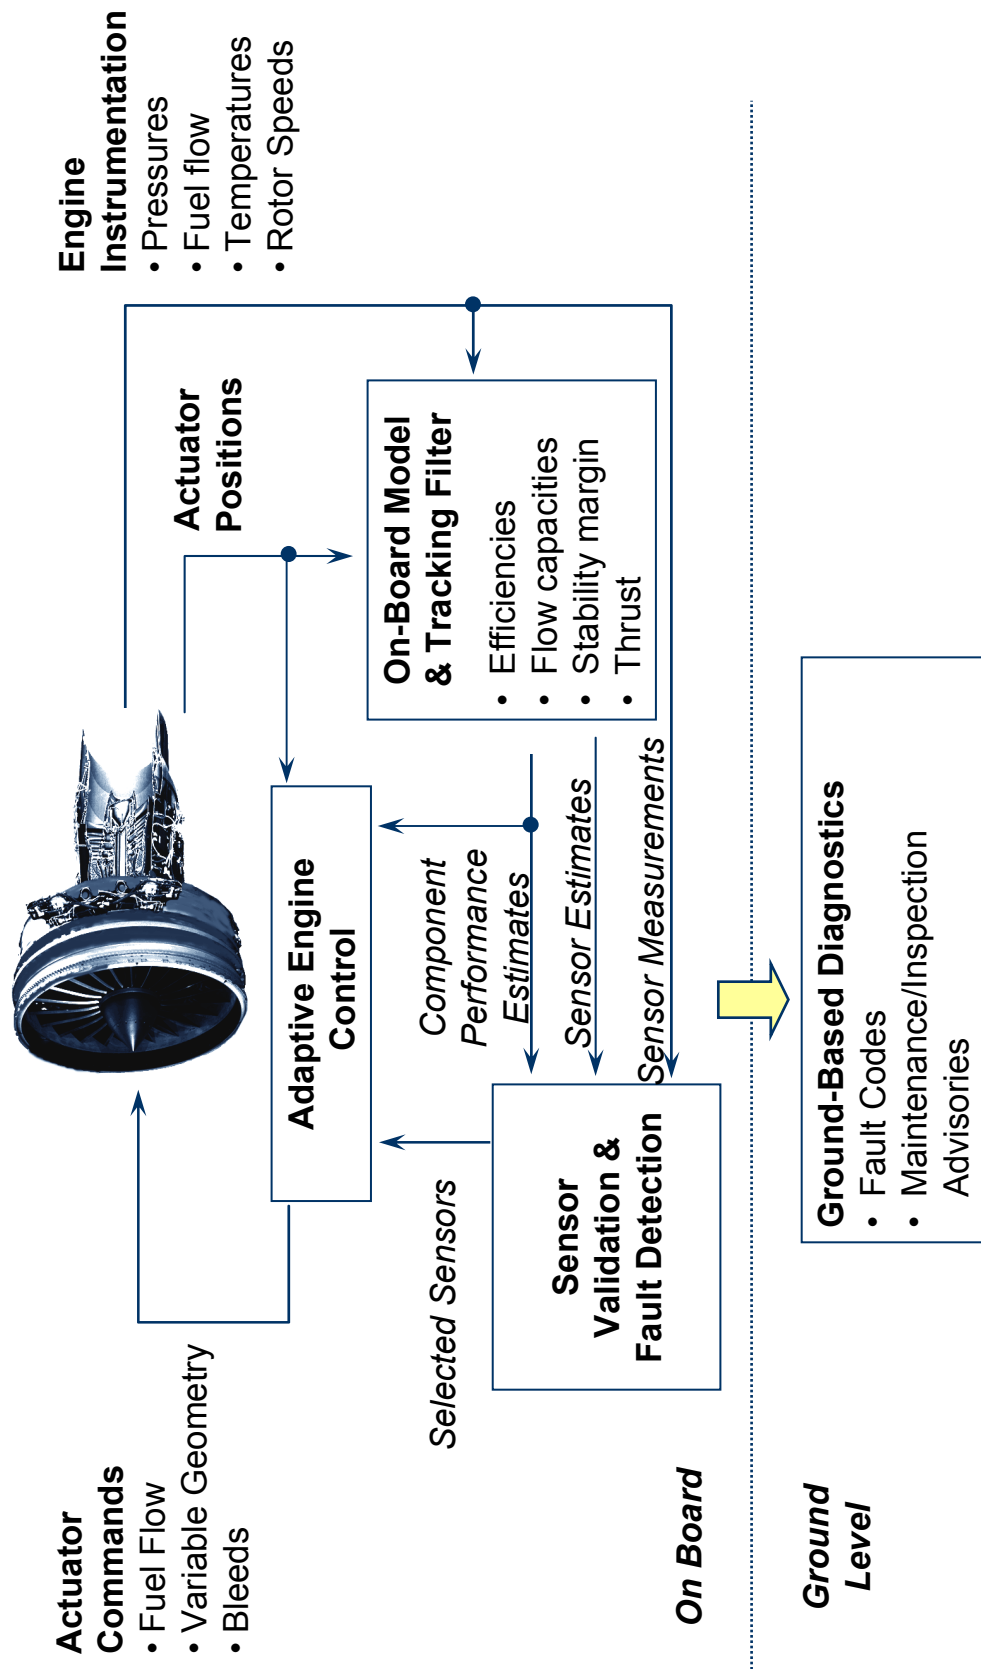 Actuator
Commands
• Fuel Flow
• Variable Geometry
• Bleeds
Engine
Instrumentation
• Pressures
• Fuel flow
• Temperatures
• Rotor Speeds
Actuator
Positions
Adaptive Engine
Control
On-Board Model
& Tracking Filter
• Efficiencies
• Flow capacities
• Stability margin
• Thrust
Selected Sensors
Component
Performance
Estimates
Sensor Estimates
Sensor Measurements
Sensor
Validation &
Fault Detection
On Board
Ground
Level
Ground-Based Diagnostics
• Fault Codes
• Maintenance/Inspection
Advisories